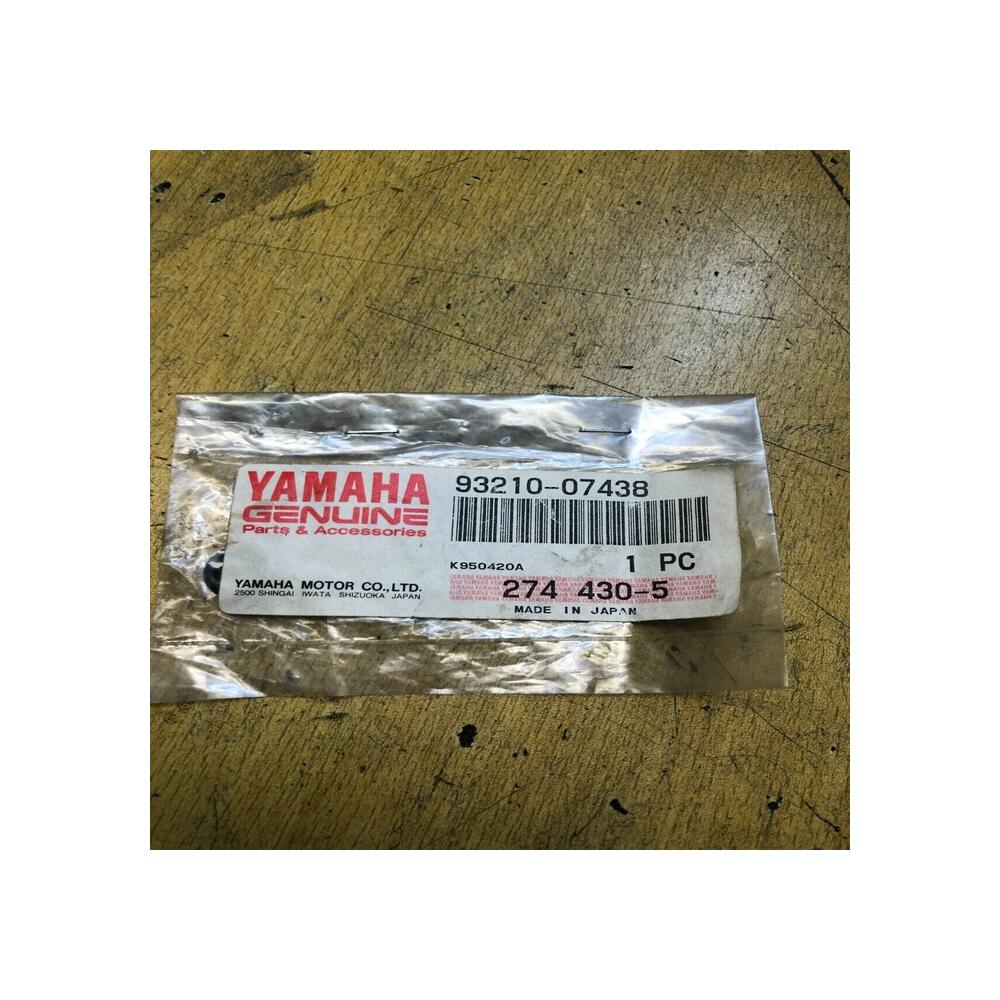 YAMAHA
GENUINE
Parts & Accessories
YAMAHA MOTOR CO.,LTD.
2500 SHINGAI IWATA SHIZUOKA JAPAN
93210-07438
K950420A
1 PC
274 430-5
MADE IN JAPAN